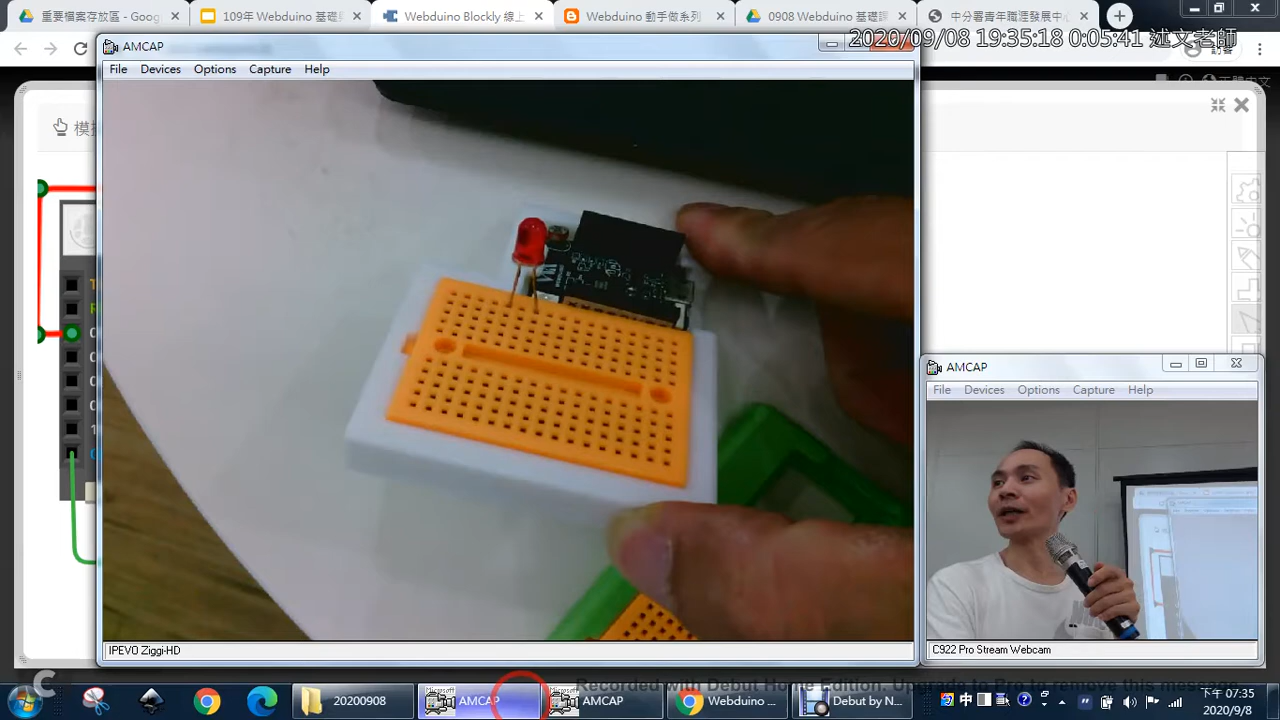 重要檔案存放區 - Goog
109年 Webduino 基礎
Webduino Blockly 線上
Webduino 動手做系列
0908 Webduino 基礎課
中分署青年職涯發展中心
2020/09/08 19:35:18 0:05:41 述文老師
AMCAP
File Devices Options Capture Help
IPEVO Ziggi-HD
AMCAP
File Devices Options Capture Help
C922 Pro Stream Webcam
Recorded with Debut Home Edition. Upgrade to Pro to remove this message
20200908
AMCAP
AMCAP
Webduino ...
Debut by N...
中
下午 07:35
2020/9/8